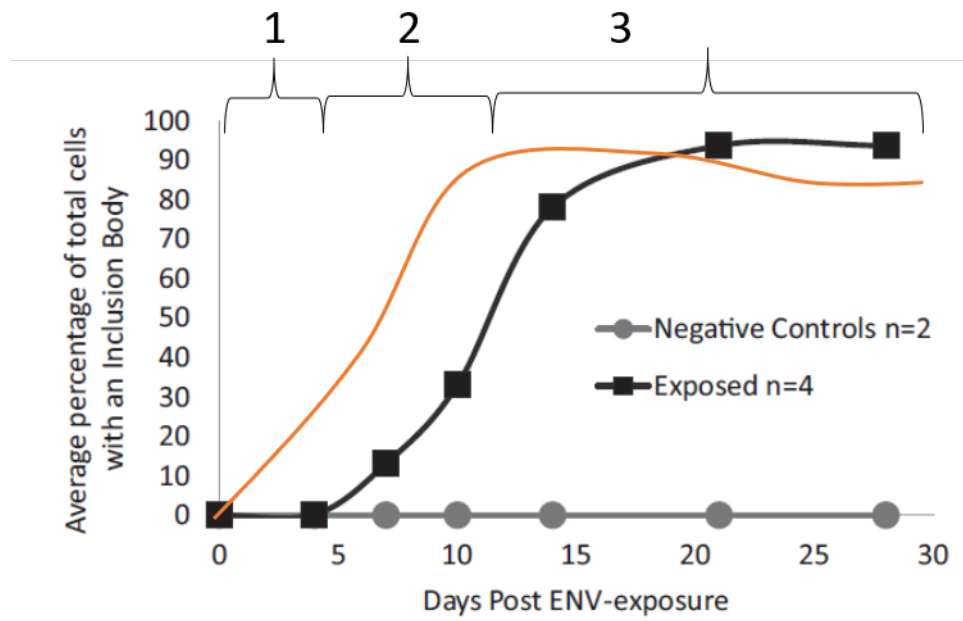 1 2 3
Average percentage of total cells
with an Inclusion Body
100
90
80
70
60
50
40
30
20
10
0
Negative Controls n=2
Exposed n=4
0 5 10 15 20 25 30
Days Post ENV-exposure